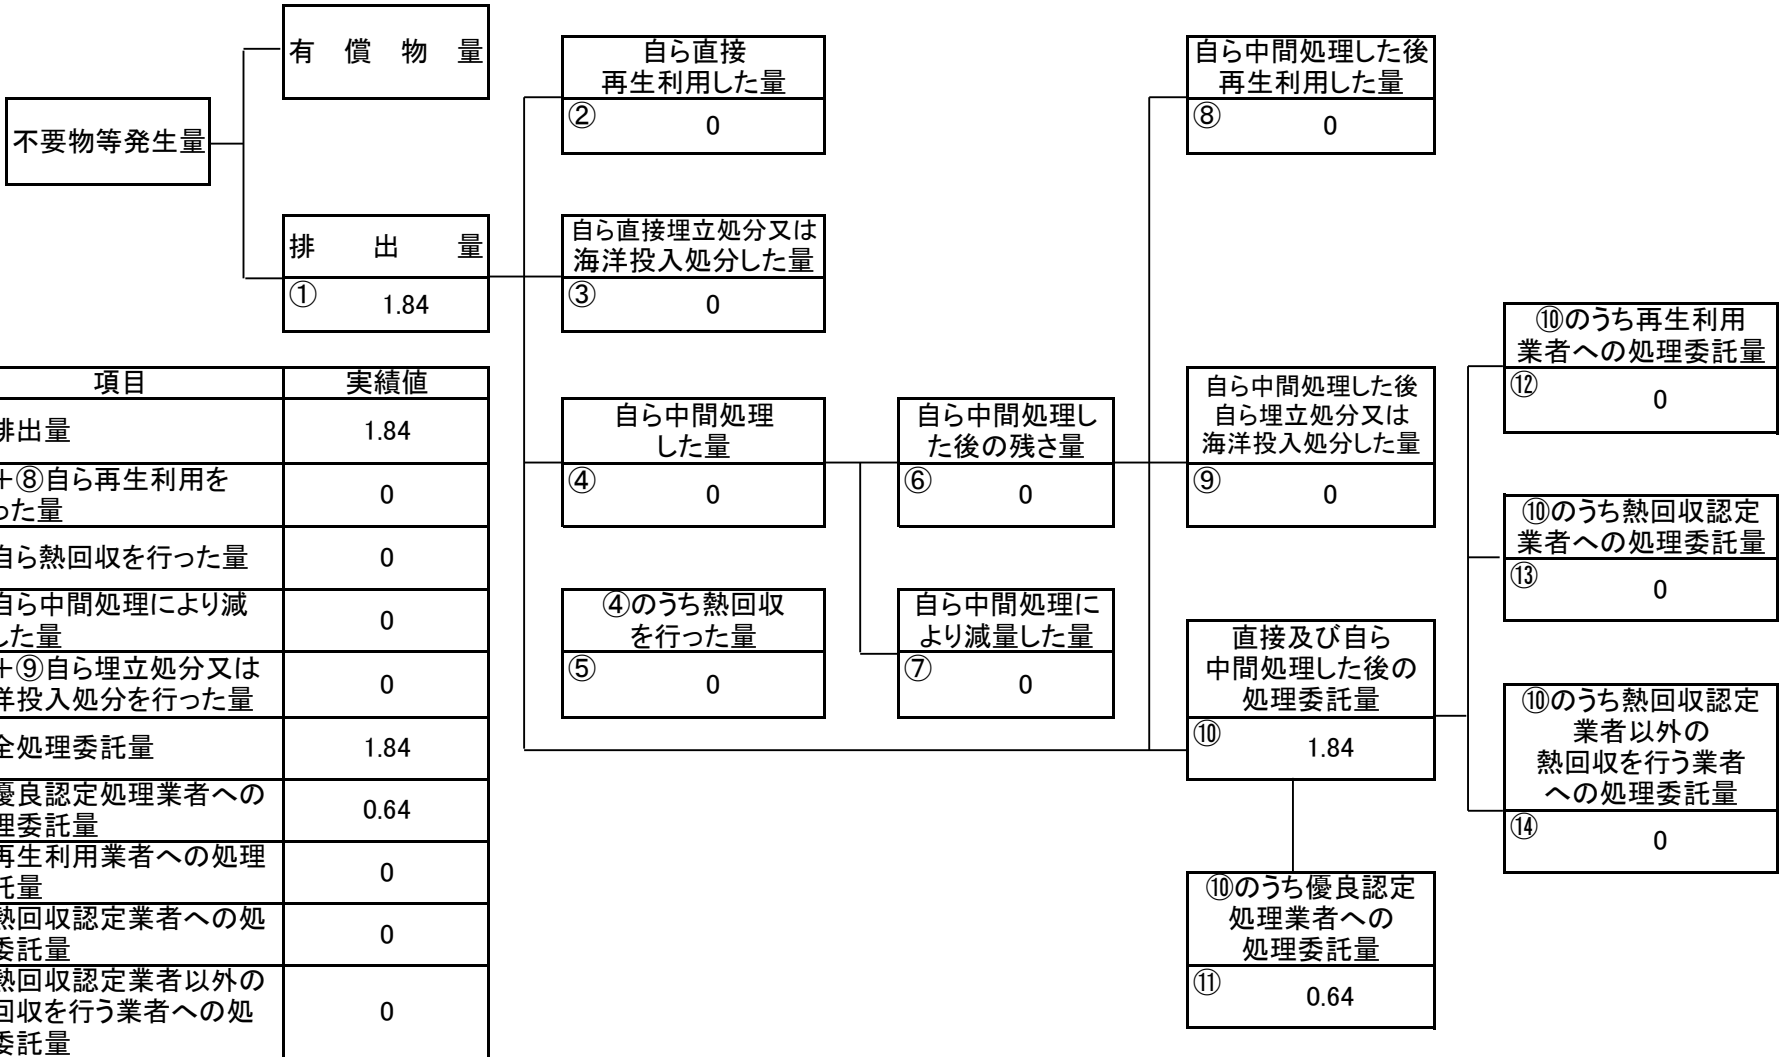 有 償 物 量
不要物等発生量
排 出 量
① 1.84
自ら直接
再生利用した量
② 0
自ら直接埋立処分又は
海洋投入処分した量
③ 0
自ら中間処理
した量
④ 0
④のうち熱回収
を行った量
⑤ 0
自ら中間処理し
た後の残さ量
⑥ 0
自ら中間処理に
より減量した量
⑦ 0
自ら中間処理した後
再生利用した量
⑧ 0
自ら中間処理した後
自ら埋立処分又は
海洋投入処分した量
⑨ 0
直接及び自ら
中間処理した後の
処理委託量
⑩ 1.84
⑩のうち優良認定
処理業者への
処理委託量
⑪ 0.64
⑩のうち再生利用
業者への処理委託量
⑫ 0
⑩のうち熱回収認定
業者への処理委託量
⑬ 0
⑩のうち熱回収認定
業者以外の
熱回収を行う業者
への処理委託量
⑭ 0
項目 実績値
排出量 1.84
+⑧自ら再生利用を
った量 0
自ら熱回収を行った量 0
自ら中間処理により減
した量 0
+⑨自ら埋立処分又は
洋投入処分を行った量 0
全処理委託量 1.84
優良認定処理業者への
理委託量 0.64
再生利用業者への処理
託量 0
熱回収認定業者への処
委託量 0
熱回収認定業者以外の
回収を行う業者への処
委託量 0